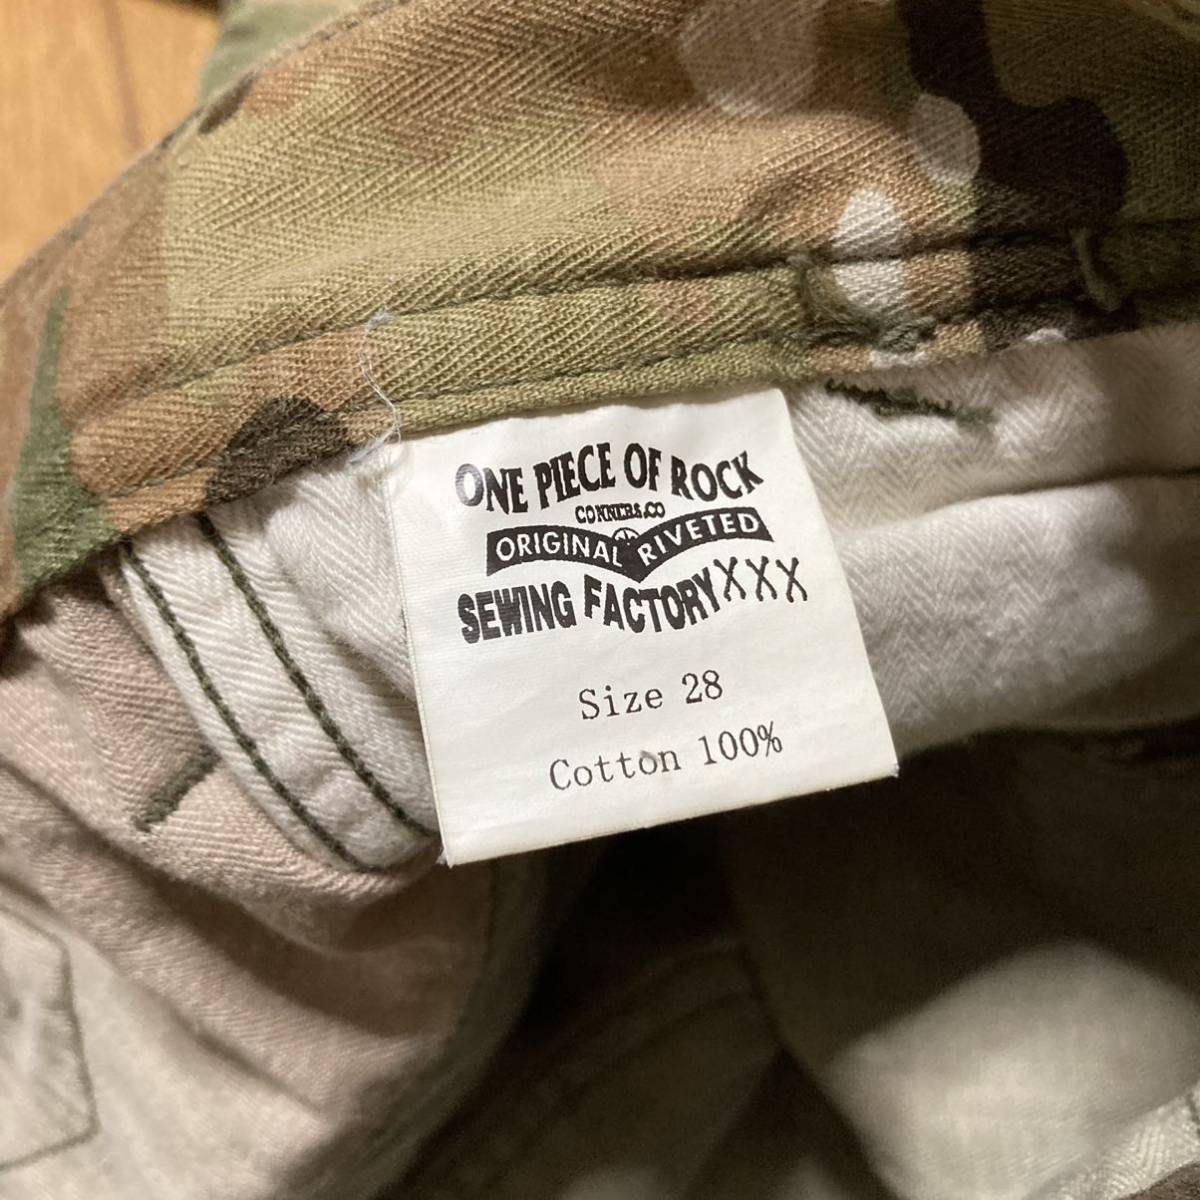 ONE PIECE OF ROCK
CONNERS.CO
ORIGINAL RIVETED
SEWING FACTORY XXX
Size 28
Cotton 100%